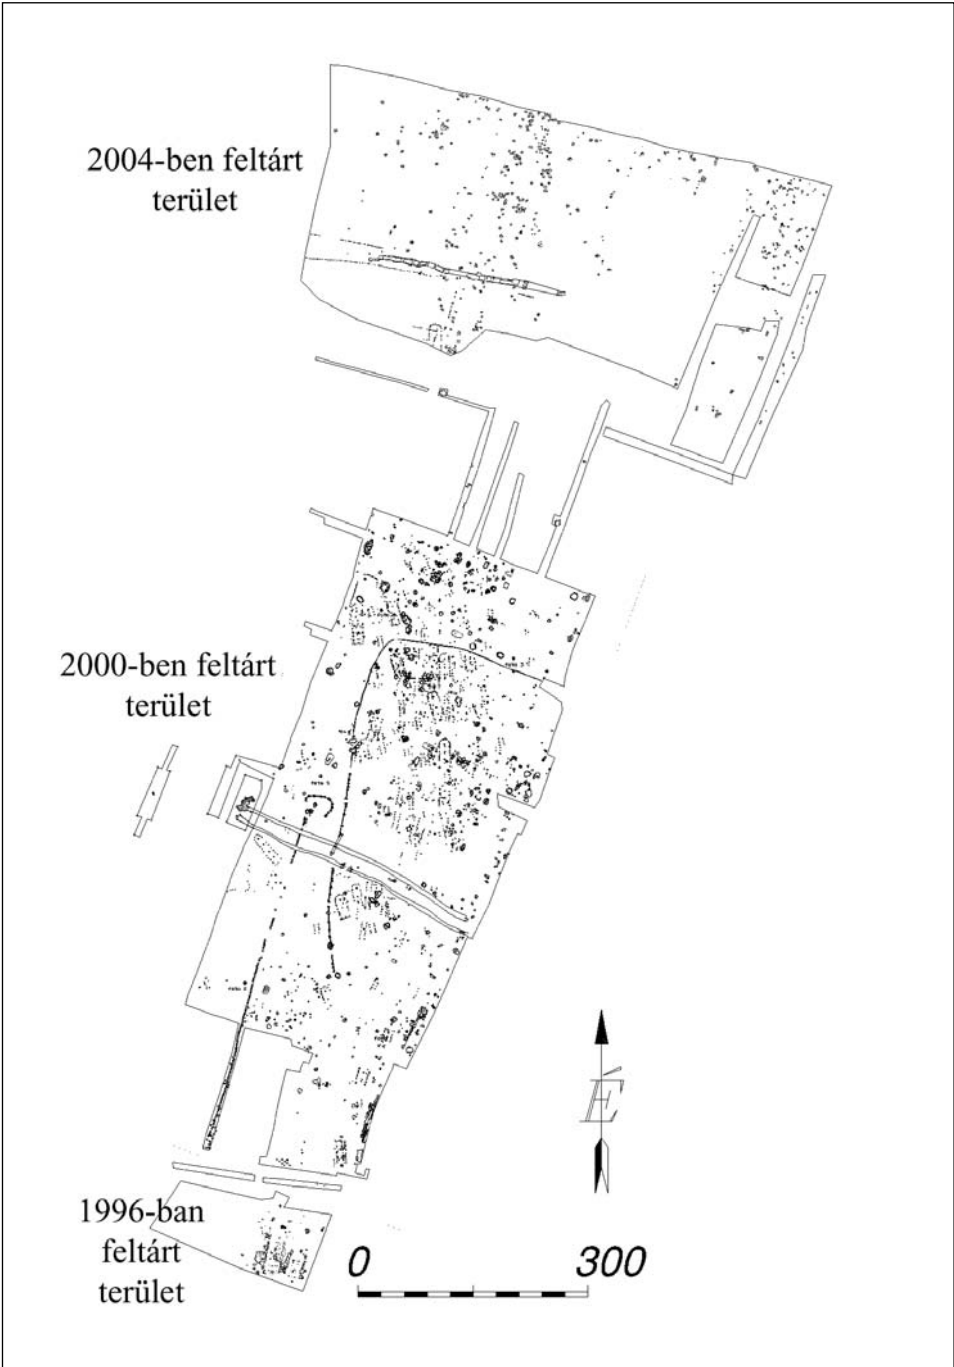 2004-ben feltárt
terület
2000-ben feltárt
terület
É
1996-ban
feltárt
terület
0 300